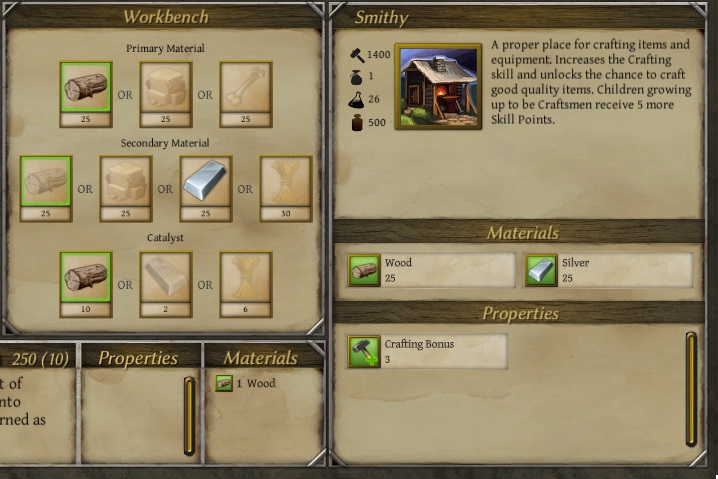 Workbench
Primary Material
OR OR
25 25 25
Secondary Material
OR OR OR
25 25 25 30
Catalyst
OR OR
10 2 6
250 (10)
t of
nto
rned as
Properties
Materials
1 Wood
Smithy
1400
1
26
500
A proper place for crafting items and
equipment. Increases the Crafting
skill and unlocks the chance to craft
good quality items. Children growing
up to be Craftsmen receive 5 more
Skill Points.
Materials
Wood
25
Silver
25
Properties
Crafting Bonus
3